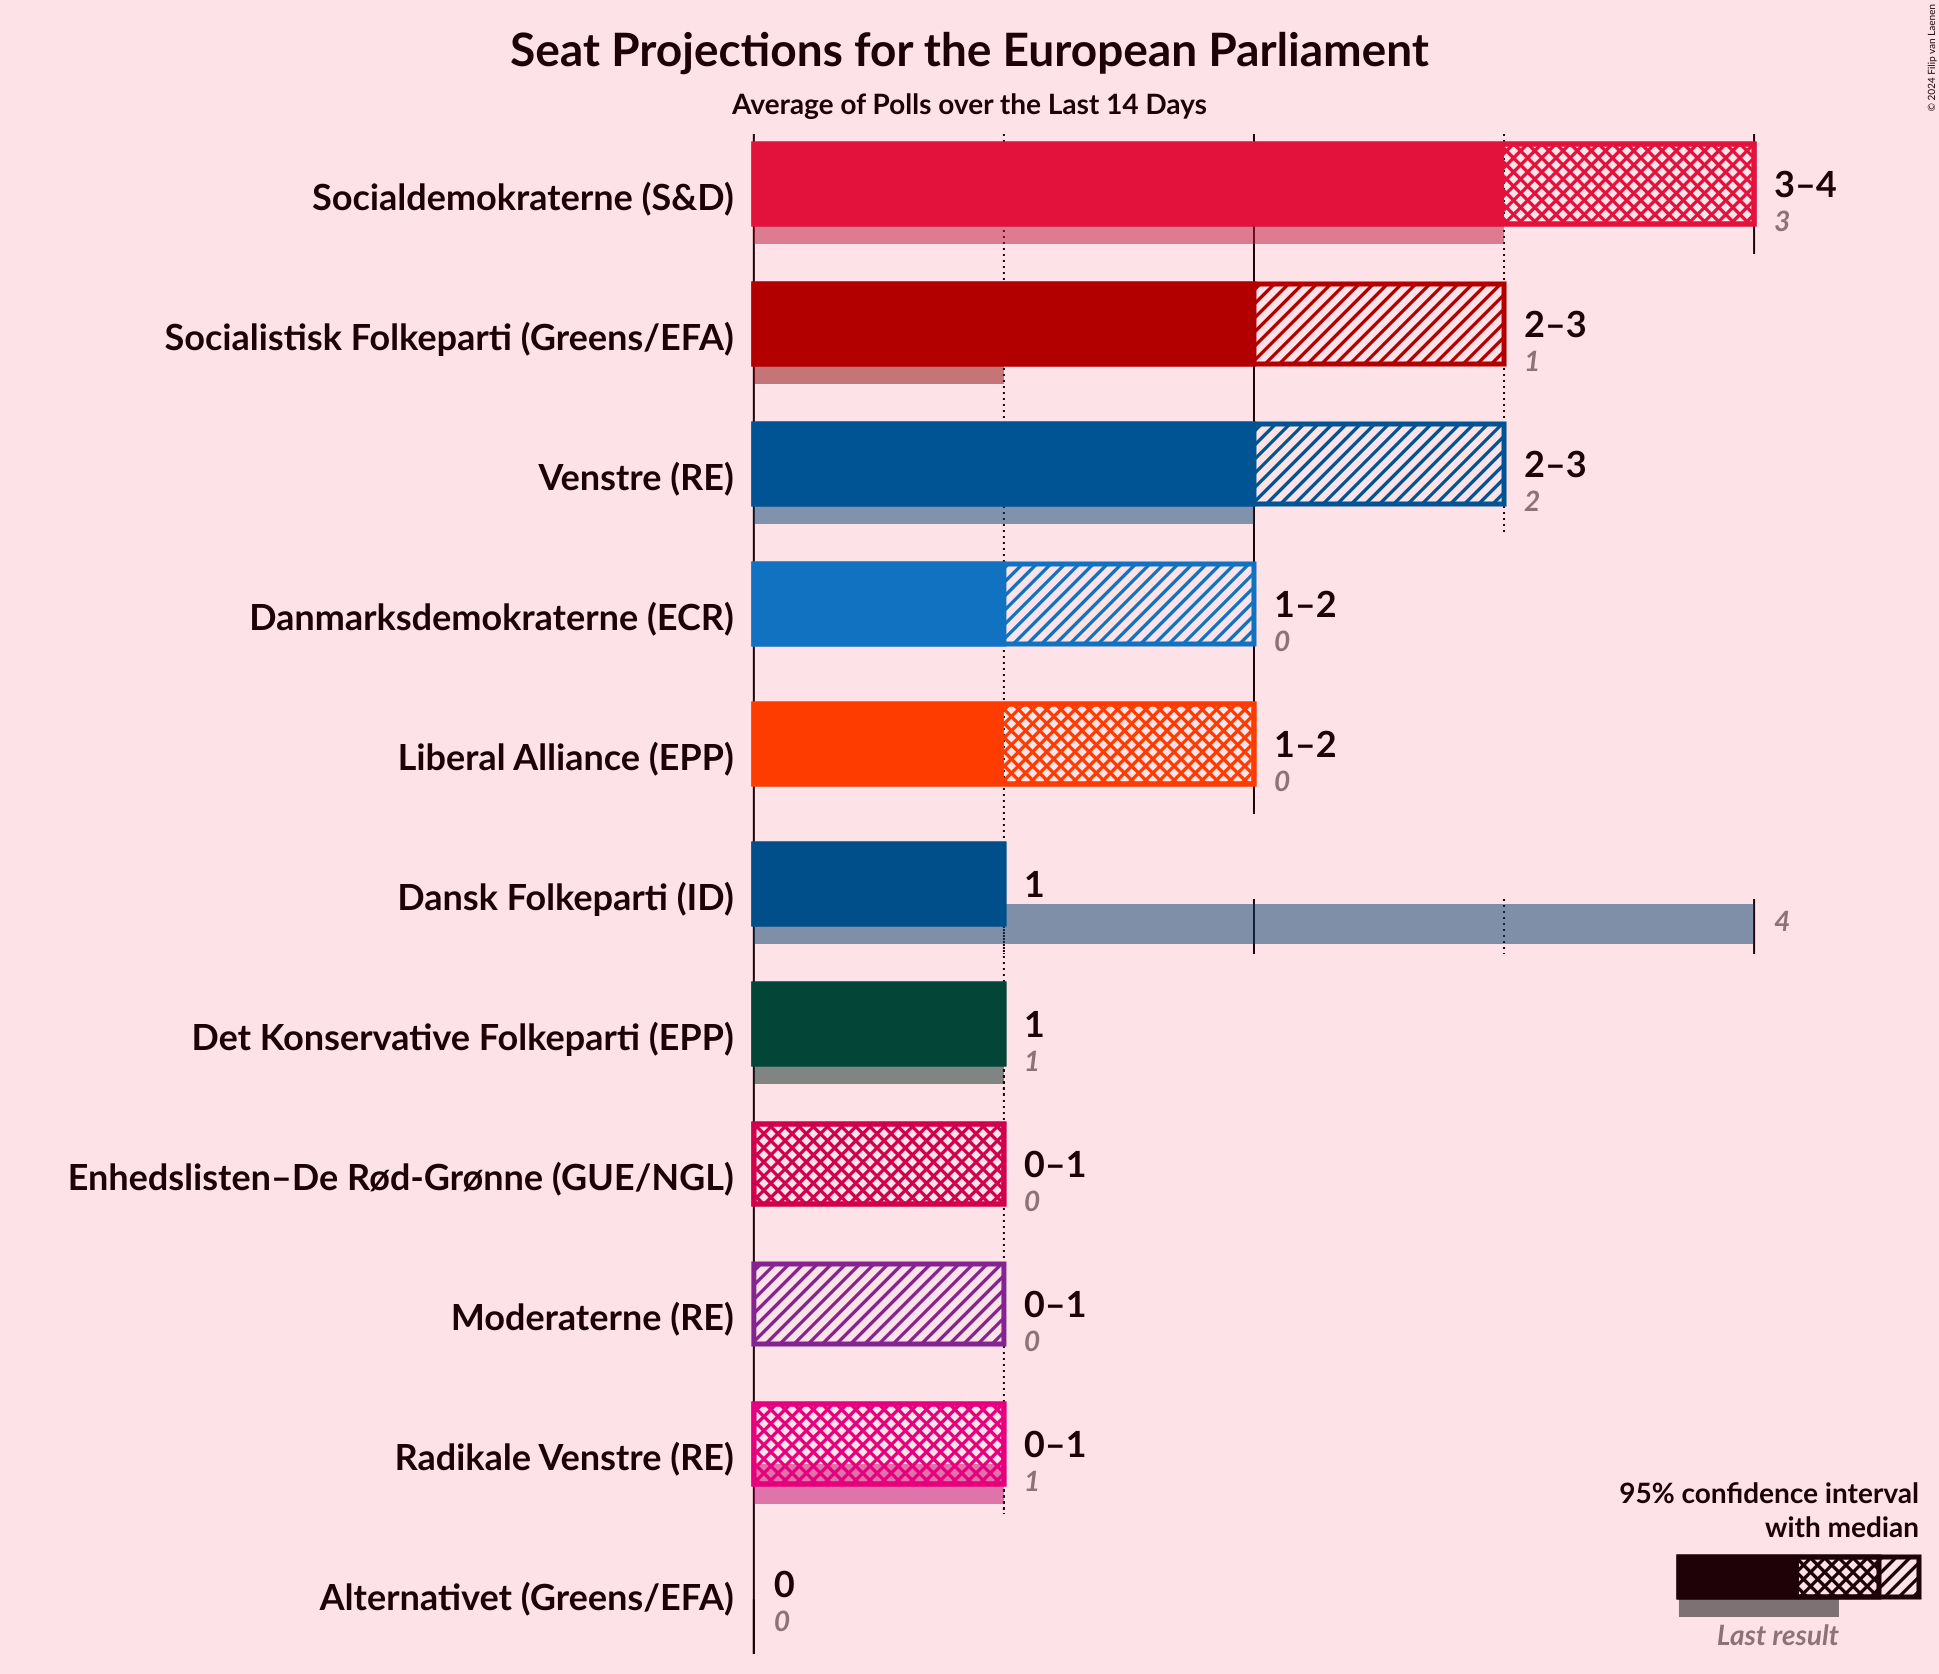 Seat Projections for the European Parliament
Average of Polls over the Last 14 Days
© 2024 Filip van Laenen
Socialdemokraterne (S&D)
3–4
3
Socialistisk Folkeparti (Greens/EFA)
2–3
1
Venstre (RE)
2–3
2
Danmarksdemokraterne (ECR)
1–2
0
Liberal Alliance (EPP)
1–2
0
Dansk Folkeparti (ID)
1
4
Det Konservative Folkeparti (EPP)
1
1
Enhedslisten–De Rød-Grønne (GUE/NGL)
0–1
0
Moderaterne (RE)
0–1
0
Radikale Venstre (RE)
0–1
1
Alternativet (Greens/EFA)
0
0
95% confidence interval
with median
Last result